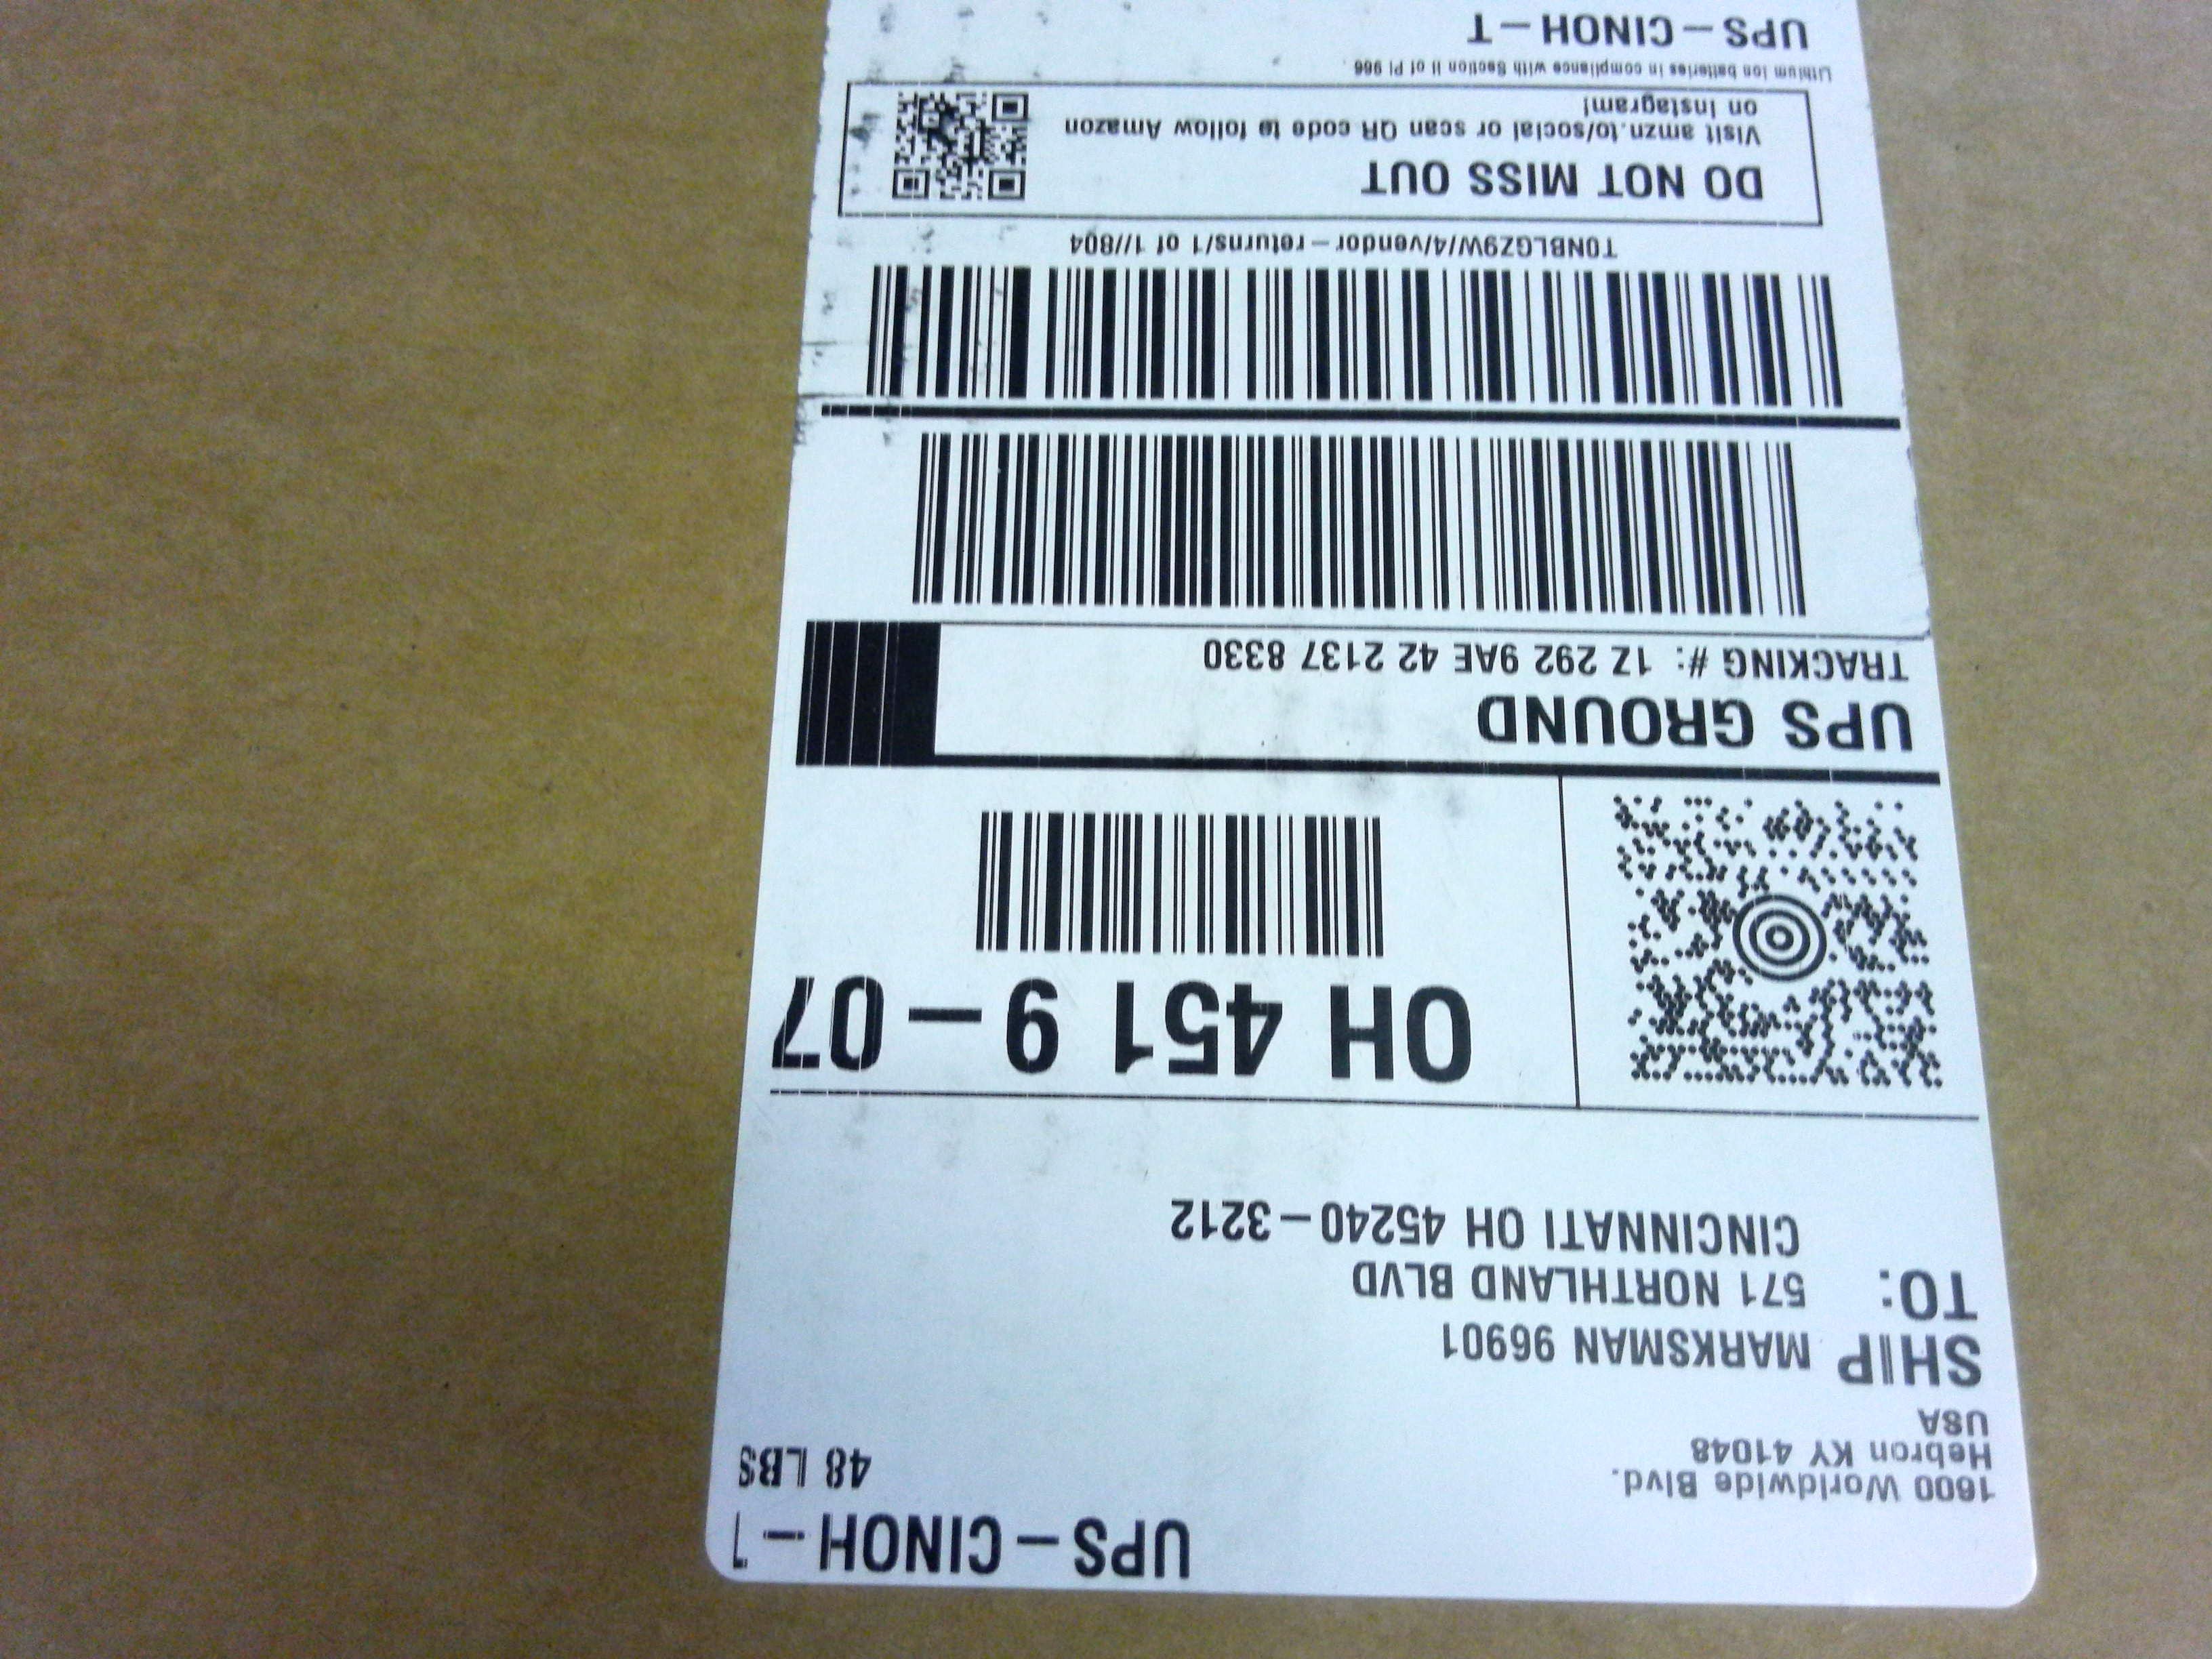 UPS – CINOH – T
48 LBS
1600 Worldwide Blvd.
Hebron KY 41048
USA
SHIP TO:
MARKSMAN 96901
571 NORTHLAND BLVD
CINCINNATI OH 45240 – 3212
OH 451 9 – 07
UPS GROUND
TRACKING #: 1Z 292 9AE 42 2137 8330
T0NBLGZ9W/4/vendor – returns/1 of 1//804
DO NOT MISS OUT
Visit amzn.to/social or scan QR code to follow Amazon
on Instagram!
Lithium ion batteries in compliance with Section II of PI 966
UPS – CINOH – T